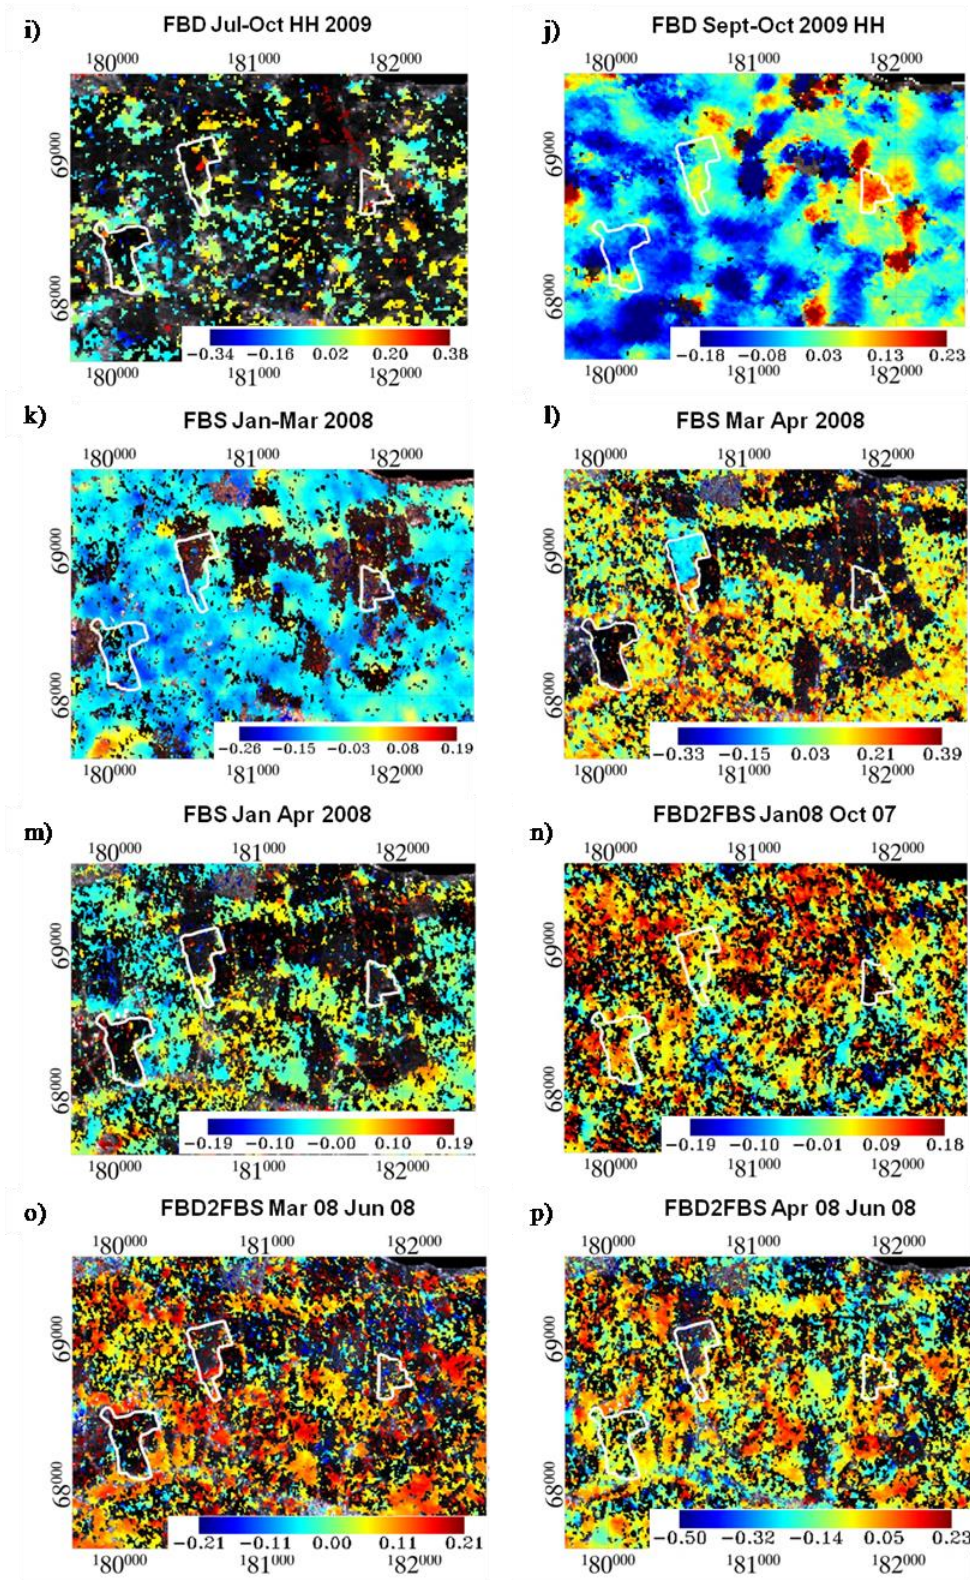 i)
FBD Jul-Oct HH 2009
180000 181000 182000
69000
68000
−0.34 −0.16 0.02 0.20 0.38
180000 181000 182000
j)
FBD Sept-Oct 2009 HH
180000 181000 182000
69000
68000
−0.18 −0.08 0.03 0.13 0.23
180000 181000 182000
k)
FBS Jan-Mar 2008
180000 181000 182000
69000
68000
−0.26 −0.15 −0.03 0.08 0.19
180000 181000 182000
l)
FBS Mar Apr 2008
180000 181000 182000
69000
68000
−0.33 −0.15 0.03 0.21 0.39
180000 181000 182000
m)
FBS Jan Apr 2008
180000 181000 182000
69000
68000
−0.19 −0.10 −0.00 0.10 0.19
180000 181000 182000
n)
FBD2FBS Jan08 Oct 07
180000 181000 182000
69000
68000
−0.19 −0.10 −0.01 0.09 0.18
180000 181000 182000
o)
FBD2FBS Mar 08 Jun 08
180000 181000 182000
69000
68000
−0.21 −0.11 0.00 0.11 0.21
180000 181000 182000
p)
FBD2FBS Apr 08 Jun 08
180000 181000 182000
69000
68000
−0.50 −0.32 −0.14 0.05 0.23
180000 181000 182000